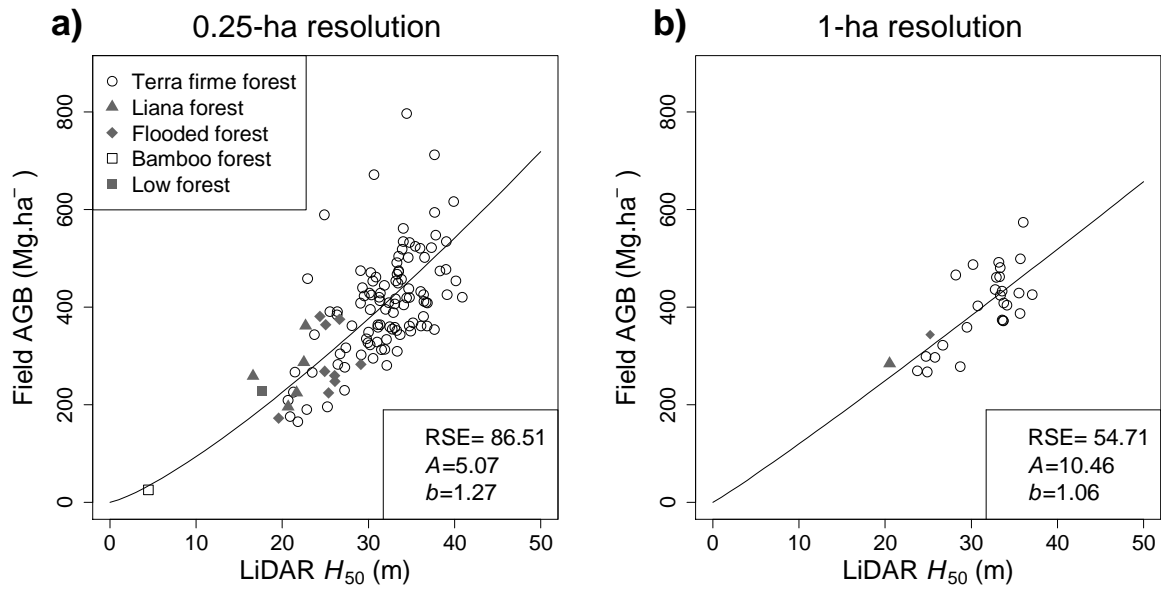 a) 0.25-ha resolution
Terra firme forest
Liana forest
Flooded forest
Bamboo forest
Low forest
RSE= 86.51
A=5.07
b=1.27
0 200 400 600 800
Field AGB (Mg.ha⁻
0 10 20 30 40 50
LiDAR H50 (m)
b) 1-ha resolution
RSE= 54.71
A=10.46
b=1.06
0 200 400 600 800
Field AGB (Mg.ha⁻
0 10 20 30 40 50
LiDAR H50 (m)